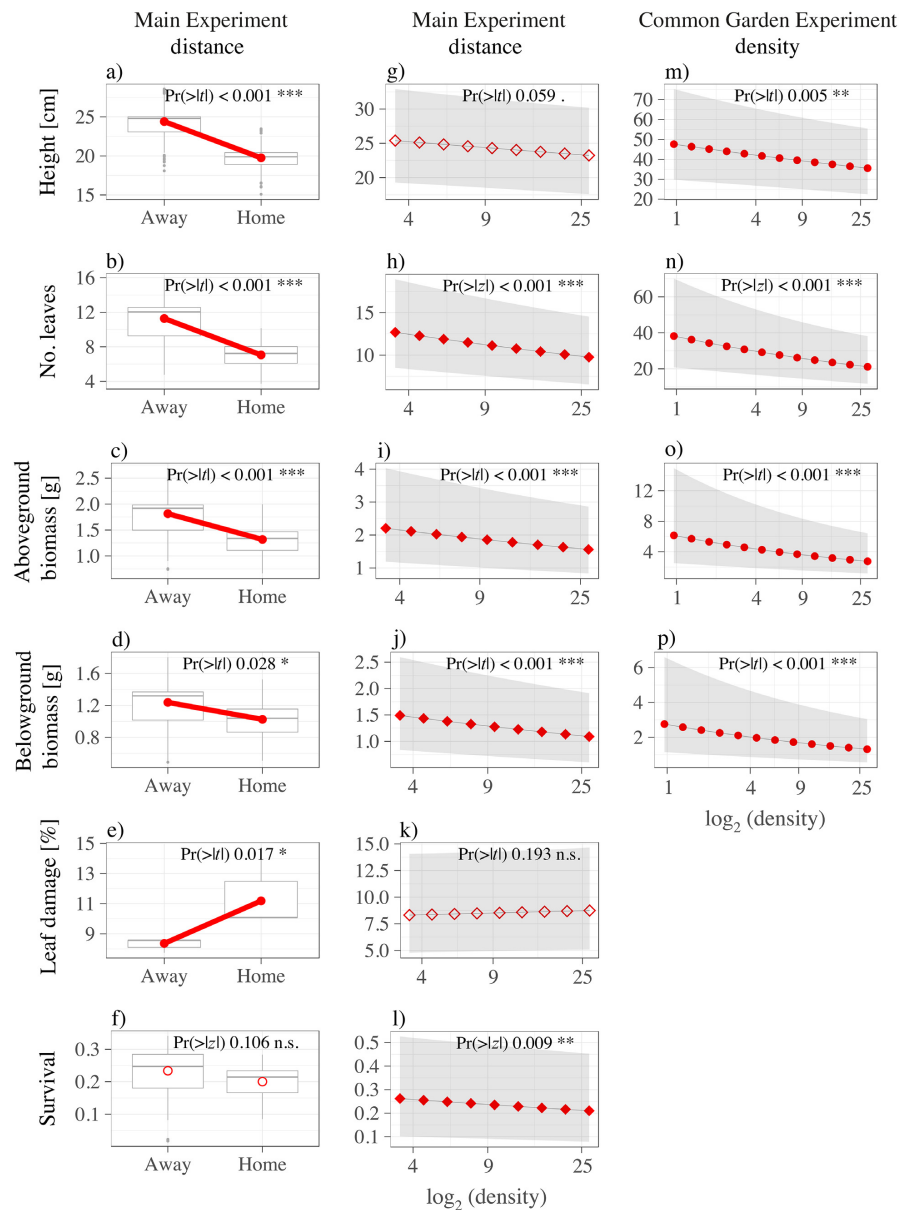 Main Experiment
distance
Main Experiment
distance
Common Garden Experiment
density
a)
Height [cm]
Pr(>|t|) < 0.001 ***
25
20
15
Away Home
g)
Pr(>|t|) 0.059 .
30
25
20
4 9 25
m)
Pr(>|t|) 0.005 **
70
60
50
40
30
20
1 4 9 25
b)
No. leaves
Pr(>|t|) < 0.001 ***
16
12
8
4
Away Home
h)
Pr(>|z|) < 0.001 ***
15
10
4 9 25
n)
Pr(>|z|) < 0.001 ***
60
40
20
1 4 9 25
c)
Aboveground
biomass [g]
Pr(>|t|) < 0.001 ***
2.5
2.0
1.5
1.0
Away Home
i)
Pr(>|t|) < 0.001 ***
4
3
2
1
4 9 25
o)
Pr(>|t|) < 0.001 ***
12
8
4
1 4 9 25
d)
Belowground
biomass [g]
Pr(>|t|) 0.028 *
1.6
1.2
0.8
Away Home
j)
Pr(>|t|) < 0.001 ***
2.5
2.0
1.5
1.0
4 9 25
p)
Pr(>|t|) < 0.001 ***
6
4
2
1 4 9 25
log2 (density)
e)
Leaf damage [%]
Pr(>|t|) 0.017 *
15
13
11
9
Away Home
k)
Pr(>|t|) 0.193 n.s.
15.0
12.5
10.0
7.5
5.0
4 9 25
f)
Survival
Pr(>|z|) 0.106 n.s.
0.3
0.2
0.1
Away Home
l)
Pr(>|z|) 0.009 **
0.5
0.4
0.3
0.2
0.1
4 9 25
log2 (density)